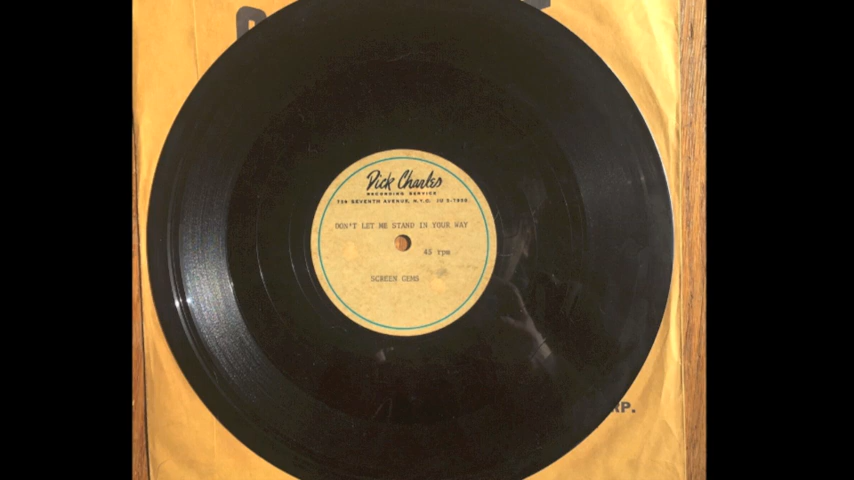 Dick Charles
RECORDING SERVICE
729 SEVENTH AVENUE, N.Y.C.
DON'T LET ME STAND IN YOUR WAY
45 rpm
SCREEN GEMS
RP.